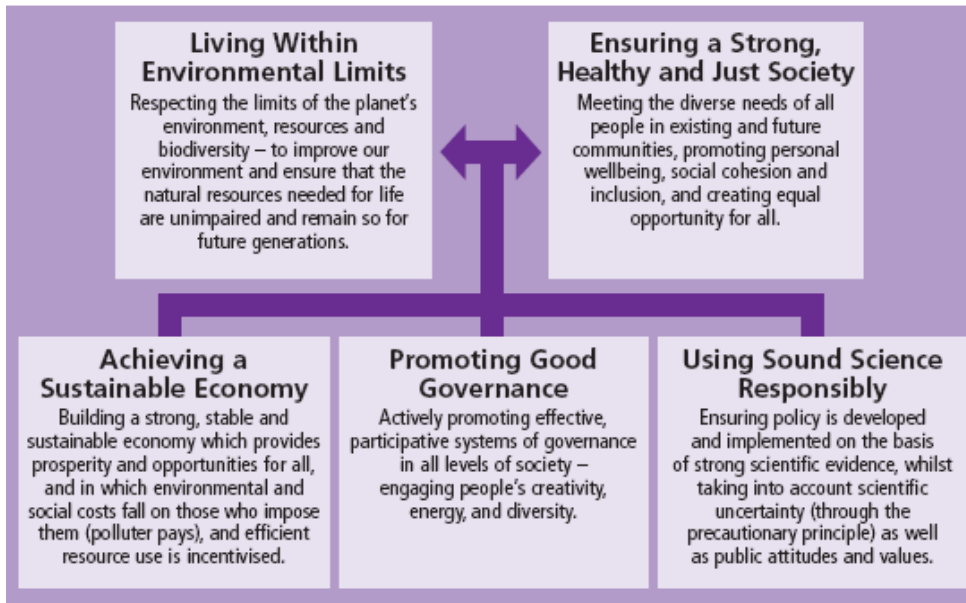 Living Within
Environmental Limits
Respecting the limits of the planet's
environment, resources and
biodiversity – to improve our
environment and ensure that the
natural resources needed for life
are unimpaired and remain so for
future generations.
Ensuring a Strong,
Healthy and Just Society
Meeting the diverse needs of all
people in existing and future
communities, promoting personal
wellbeing, social cohesion and
inclusion, and creating equal
opportunity for all.
Achieving a
Sustainable Economy
Building a strong, stable and
sustainable economy which provides
prosperity and opportunities for all,
and in which environmental and
social costs fall on those who impose
them (polluter pays), and efficient
resource use is incentivised.
Promoting Good
Governance
Actively promoting effective,
participative systems of governance
in all levels of society –
engaging people's creativity,
energy, and diversity.
Using Sound Science
Responsibly
Ensuring policy is developed
and implemented on the basis
of strong scientific evidence, whilst
taking into account scientific
uncertainty (through the
precautionary principle) as well
as public attitudes and values.